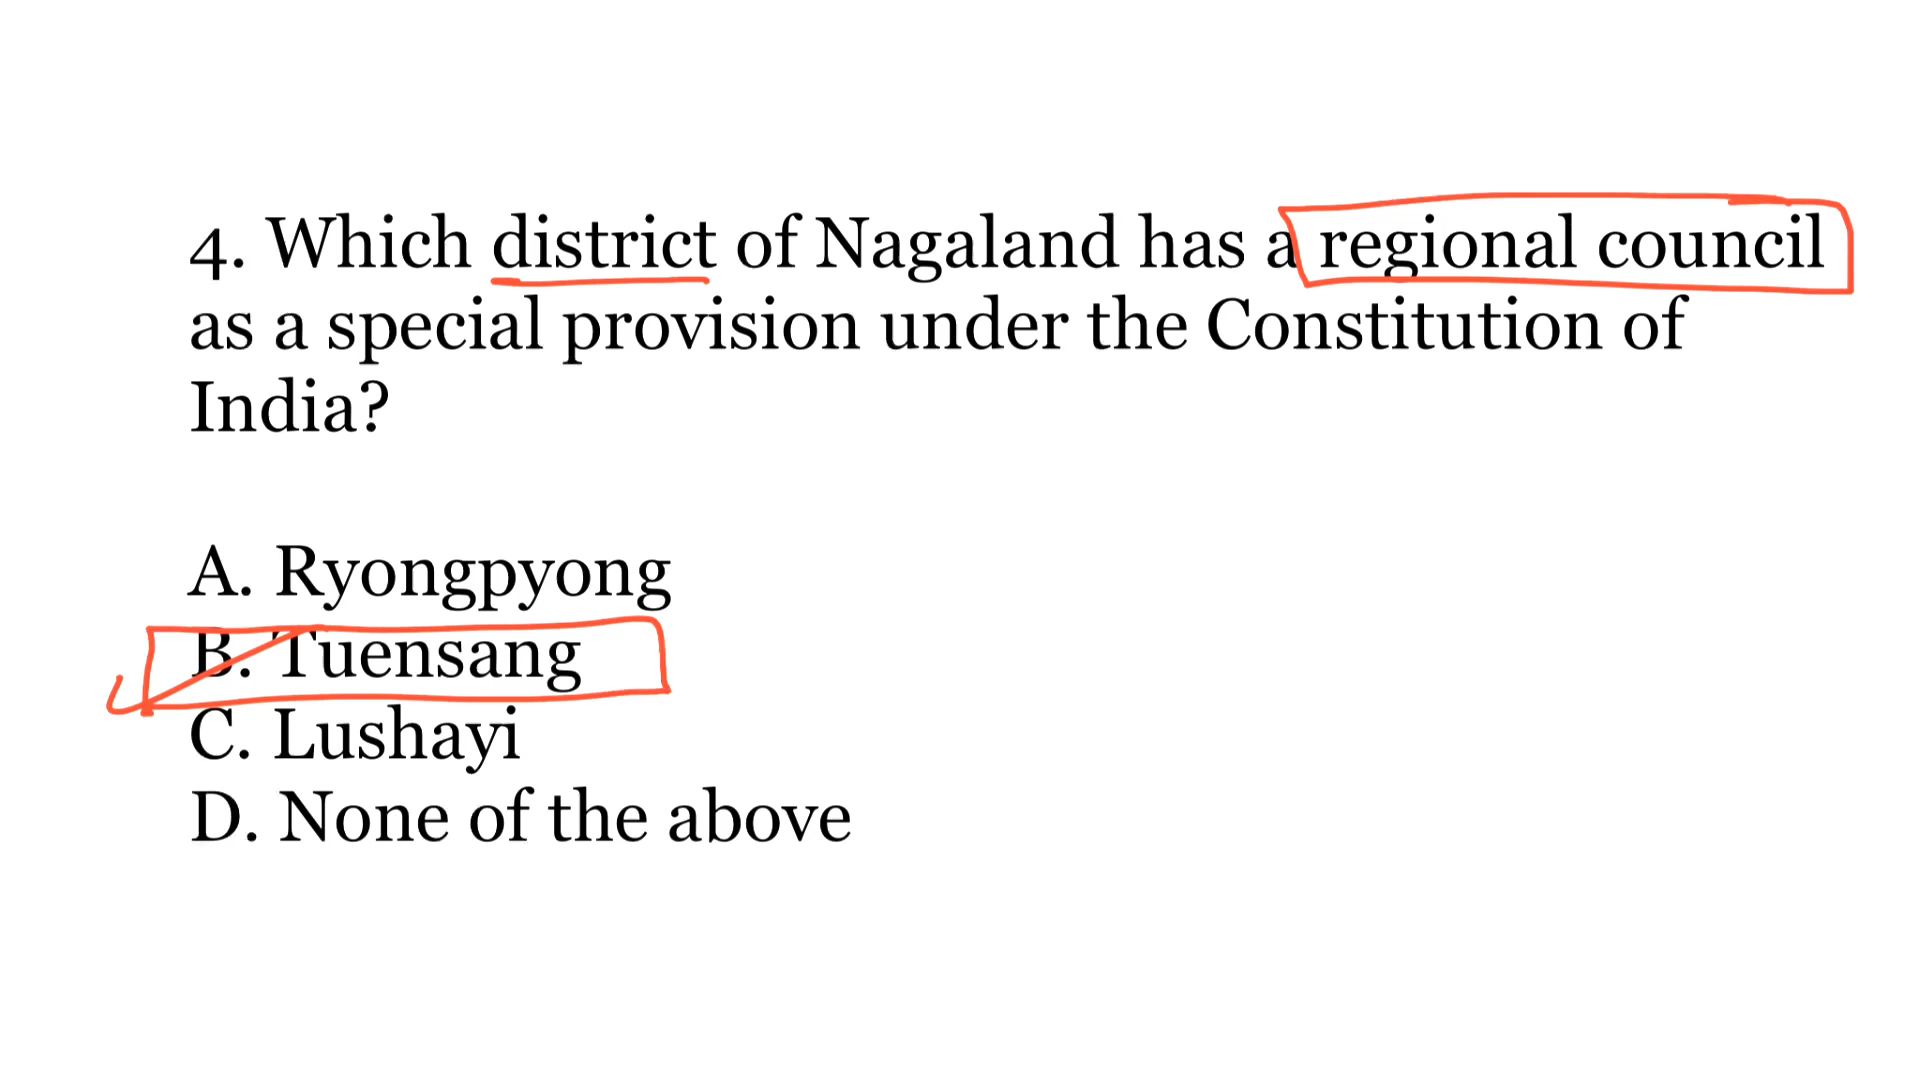 4. Which district of Nagaland has a regional council
as a special provision under the Constitution of
India?
A. Ryongpyong
B. Tuensang
C. Lushayi
D. None of the above